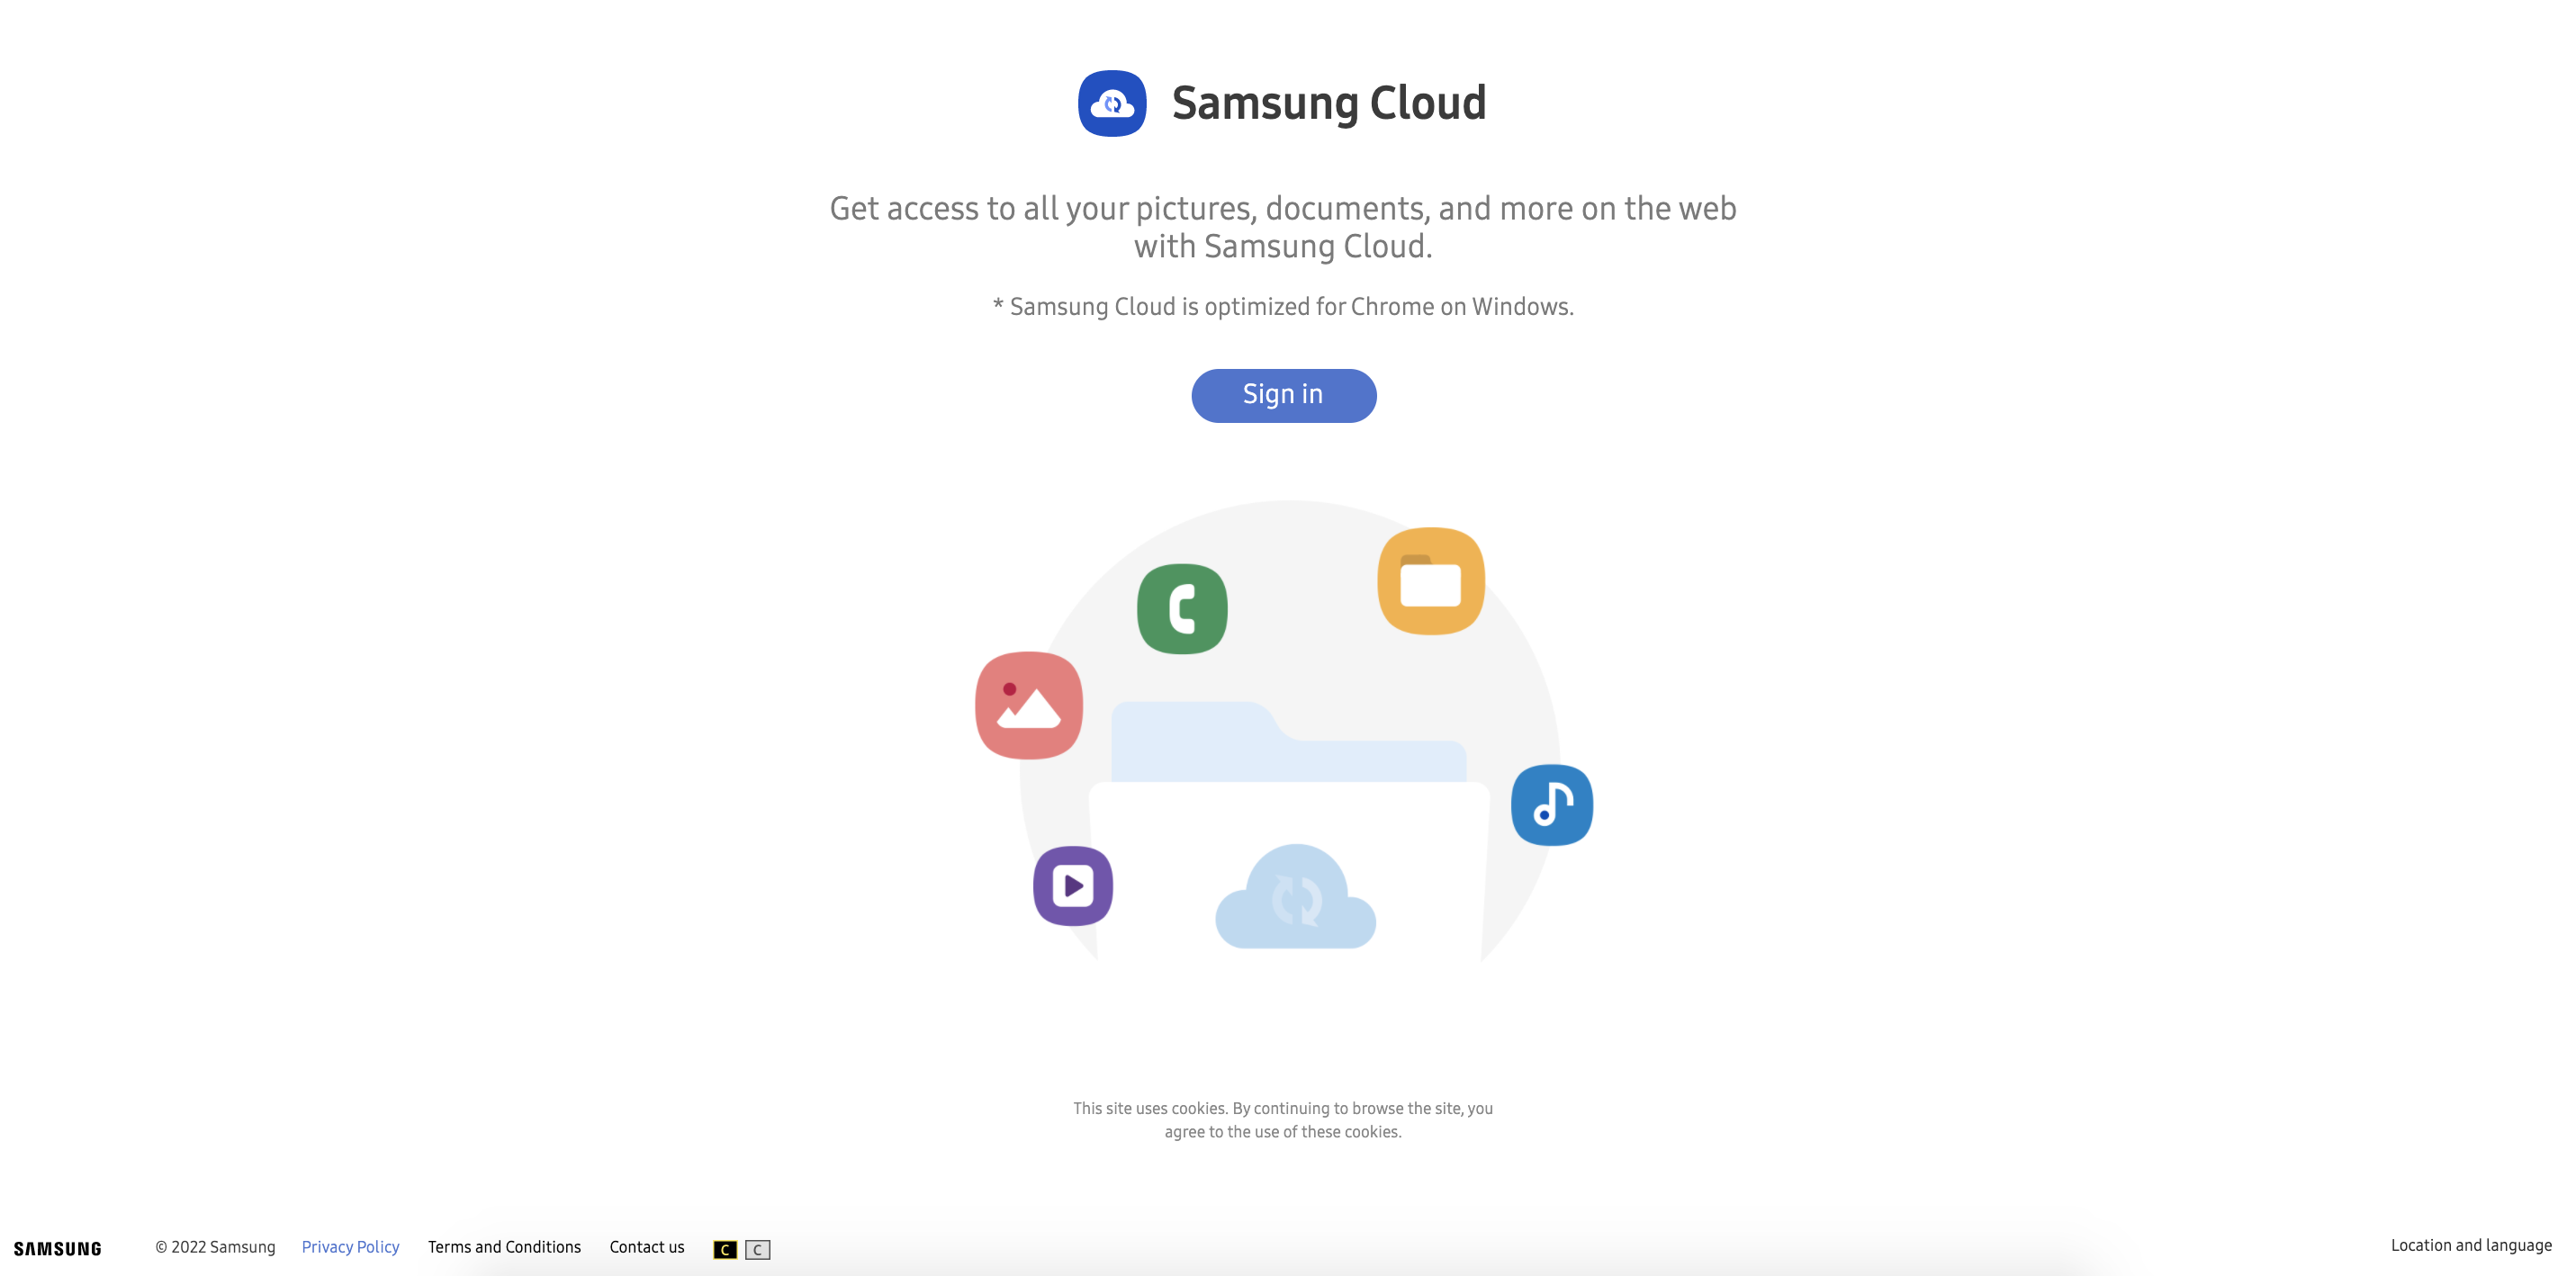 Samsung Cloud
Get access to all your pictures, documents, and more on the web
with Samsung Cloud.
* Samsung Cloud is optimized for Chrome on Windows.
Sign in
This site uses cookies. By continuing to browse the site, you
agree to the use of these cookies.
SAMSUNG © 2022 Samsung Privacy Policy Terms and Conditions Contact us C C Location and language